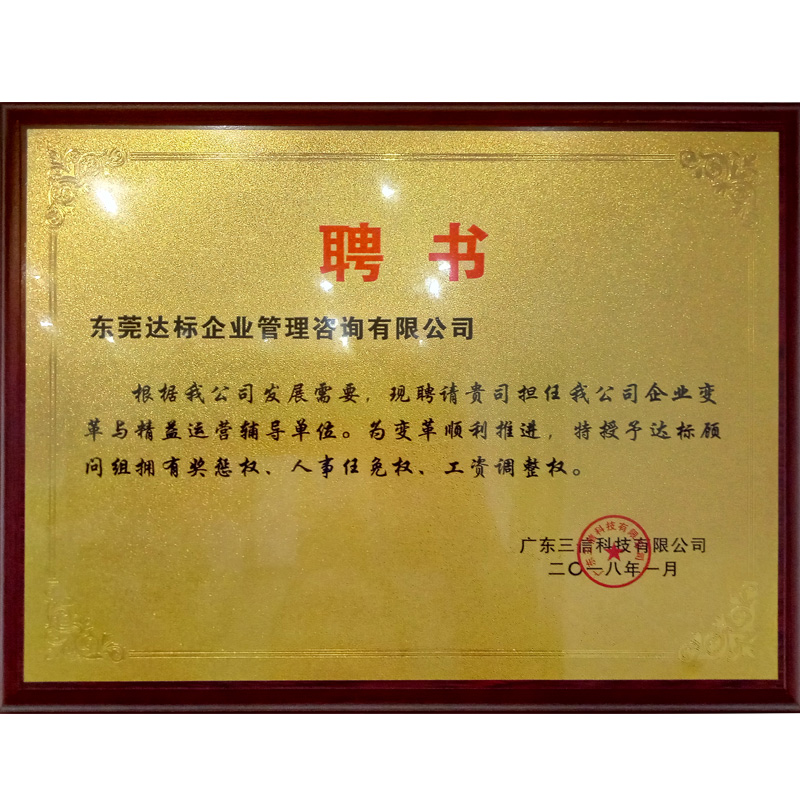 聘 书
东莞达标企业管理咨询有限公司
根据我公司发展需要，现聘请贵司担任我公司企业变
革与精益运营辅导单位。为变革顺利推进，特授予达标顾
问组拥有奖惩权、人事任免权、工资调整权。
广东三信科技有限公司
二〇一八年一月